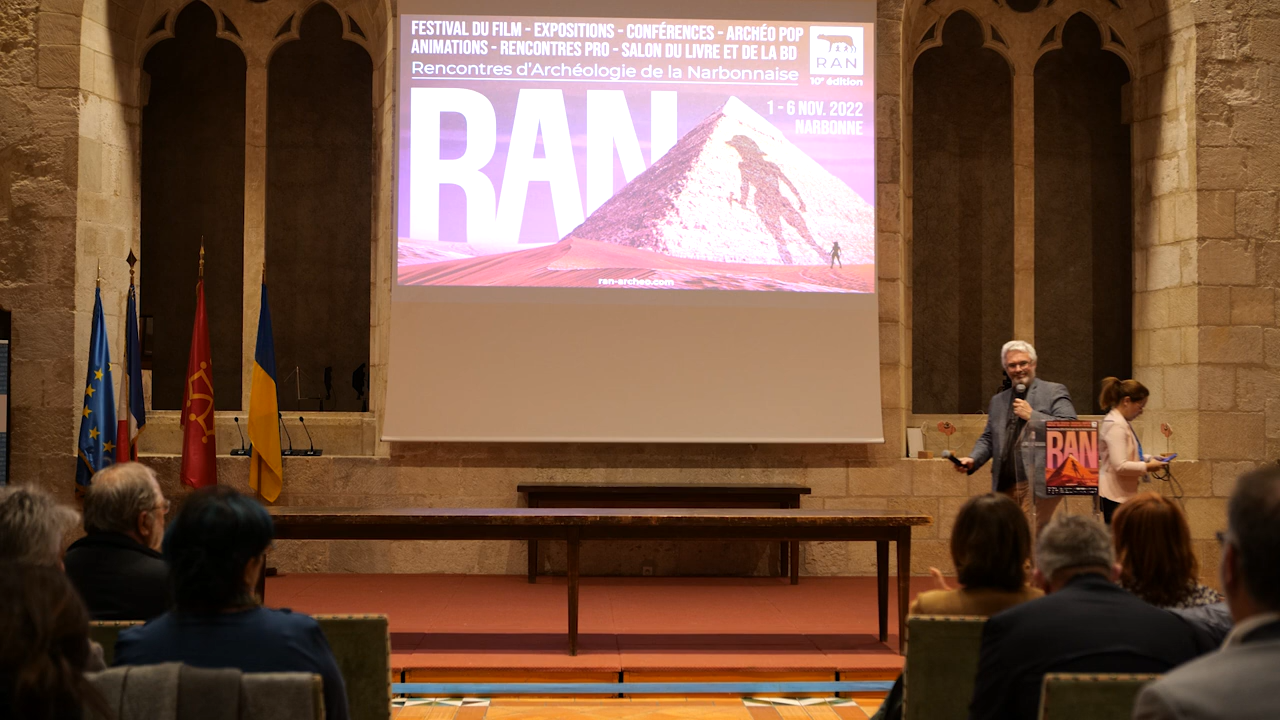 FESTIVAL DU FILM - EXPOSITIONS - CONFÉRENCES - ARCHÉO POP
ANIMATIONS - RENCONTRES PRO - SALON DU LIVRE ET DE LA BD
Rencontres d'Archéologie de la Narbonnaise
RAN
10e édition
RAN
1 - 6 NOV. 2022
NARBONNE
ran-archeo.com
RAN